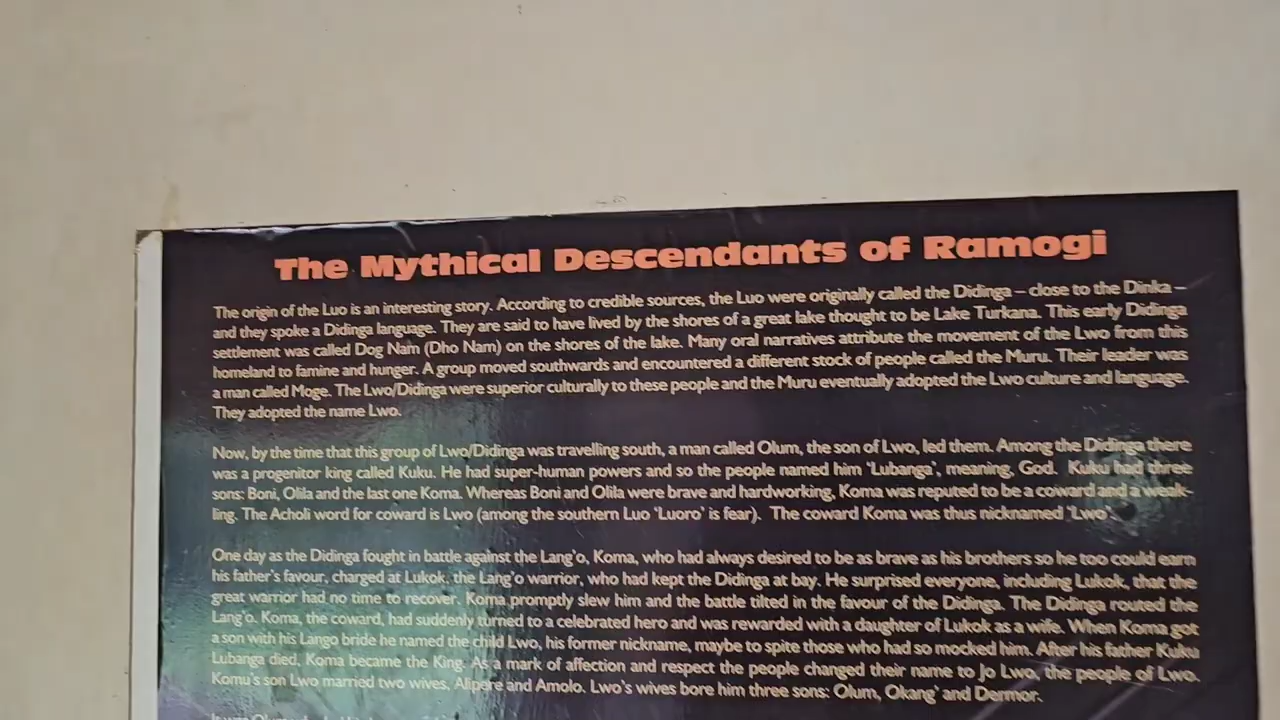 The Mythical Descendants of Ramogi
The origin of the Luo is an interesting story. According to credible sources, the Luo were originally called the Didinga – close to the Dinka –
and they spoke a Didinga language. They are said to have lived by the shores of a great lake thought to be Lake Turkana. This early Didinga
settlement was called Dog Nam (Dho Nam) on the shores of the lake. Many oral narratives attribute the movement of the Lwo from this
homeland to famine and hunger. A group moved southwards and encountered a different stock of people called the Muru. Their leader was
a man called Moge. The Lwo/Didinga were superior culturally to these people and the Muru eventually adopted the Lwo culture and language.
They adopted the name Lwo.
Now, by the time that this group of Lwo/Didinga was travelling south, a man called Olum, the son of Lwo, led them. Among the Didinga there
was a progenitor king called Kuku. He had super-human powers and so the people named him 'Lubanga', meaning, God. Kuku had three
sons: Boni, Olila and the last one Koma. Whereas Boni and Olila were brave and hardworking, Koma was reputed to be a coward and a weak-
ling. The Acholi word for coward is Lwo (among the southern Luo 'Luoro' is fear). The coward Koma was thus nicknamed 'Lwo'.
One day as the Didinga fought in battle against the Lang'o, Koma, who had always desired to be as brave as his brothers so he too could earn
his father's favour, charged at Lukok, the Lang'o warrior, who had kept the Didinga at bay. He surprised everyone, including Lukok, that the
great warrior had no time to recover. Koma promptly slew him and the battle tilted in the favour of the Didinga. The Didinga routed the
Lang'o. Koma, the coward, had suddenly turned to a celebrated hero and was rewarded with a daughter of Lukok as a wife. When Koma got
a son with his Lango bride he named the child Lwo, his former nickname, maybe to spite those who had so mocked him. After his father Kuku
Lubanga died, Koma became the King. As a mark of affection and respect the people changed their name to Jo Lwo, the people of Lwo.
Komu's son Lwo married two wives, Alipere and Amolo. Lwo's wives bore him three sons: Olum, Okang' and Dermor.